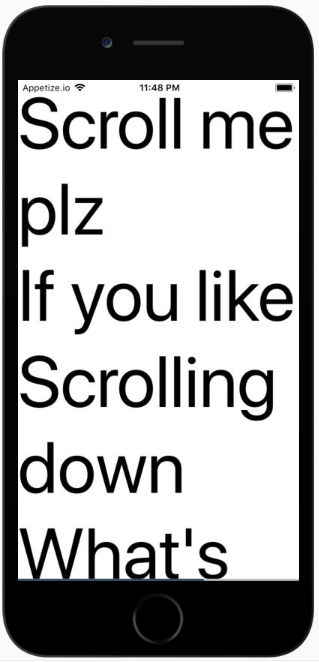 Appetize.io 11:48 PM
Scroll me
plz
If you like
Scrolling
down
What's